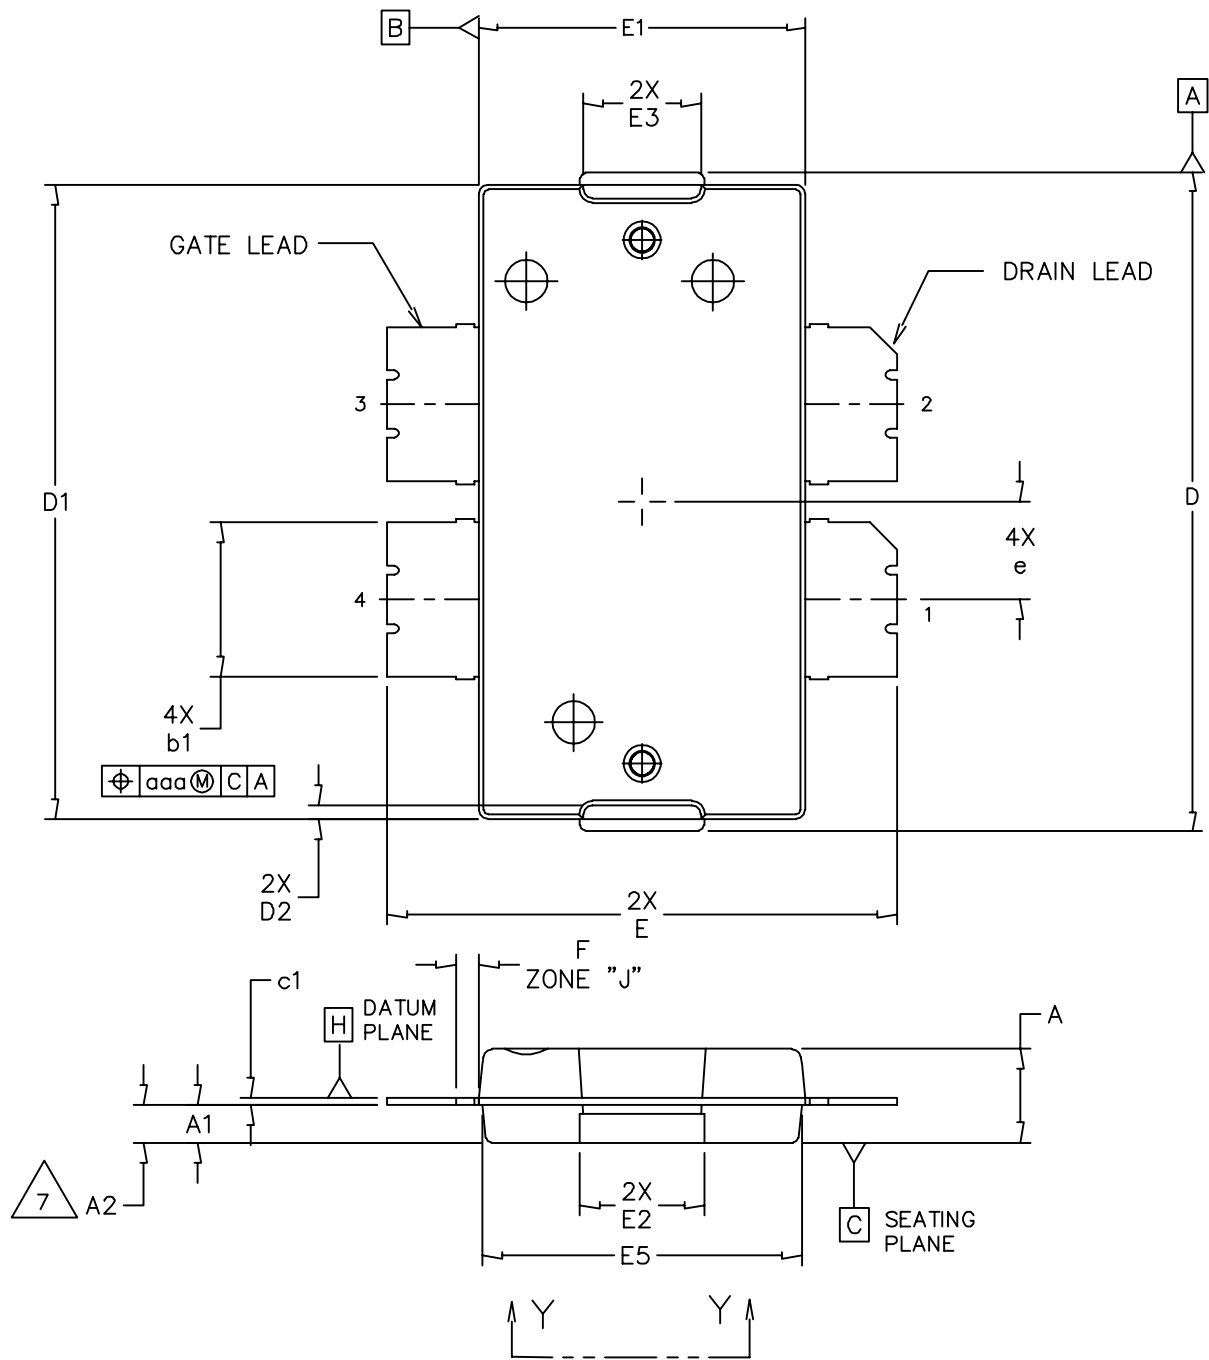 B
E1
2X
E3
A
GATE LEAD
DRAIN LEAD
3
2
D1
D
4X
e
4
1
4X
b1
⌖ aaa Ⓜ C A
2X
D2
2X
E
F
ZONE "J"
c1
H
DATUM
PLANE
A
A1
7
A2
2X
E2
C
SEATING
PLANE
E5
Y
Y